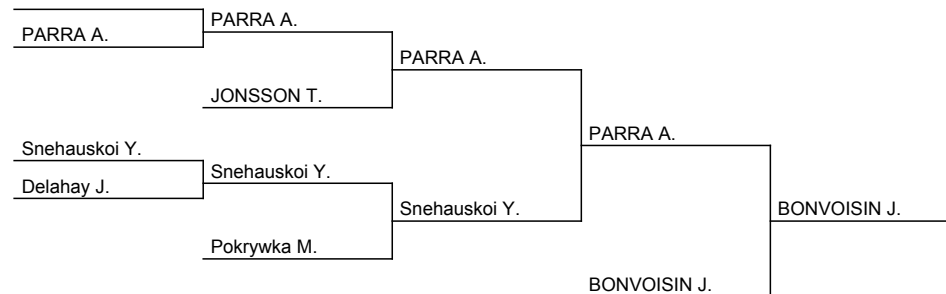 PARRA A.
PARRA A.
PARRA A.
JONSSON T.
PARRA A.
Snehauskoi Y.
Snehauskoi Y.
Delahay J.
Snehauskoi Y.
BONVOISIN J.
Pokrywka M.
BONVOISIN J.